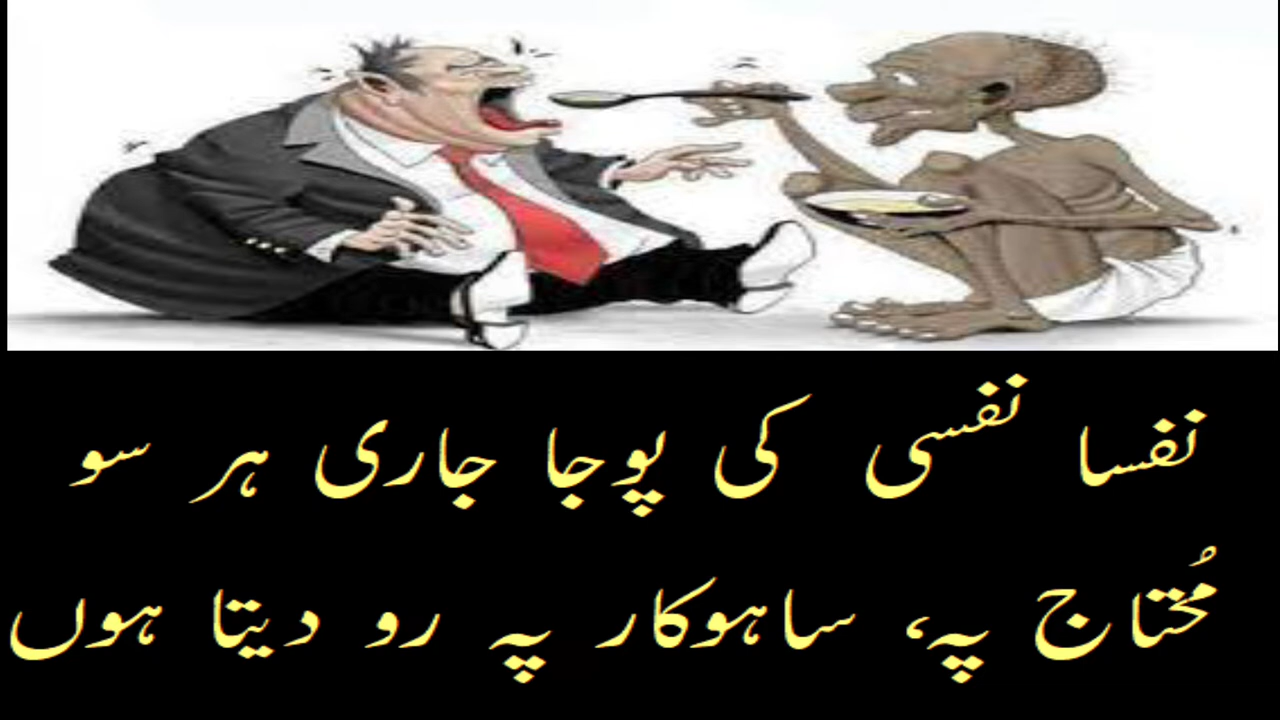 نفسا نفسی کی پوجا جاری ہر سو
مُحتاج پہ، ساہوکار پہ رو دیتا ہوں